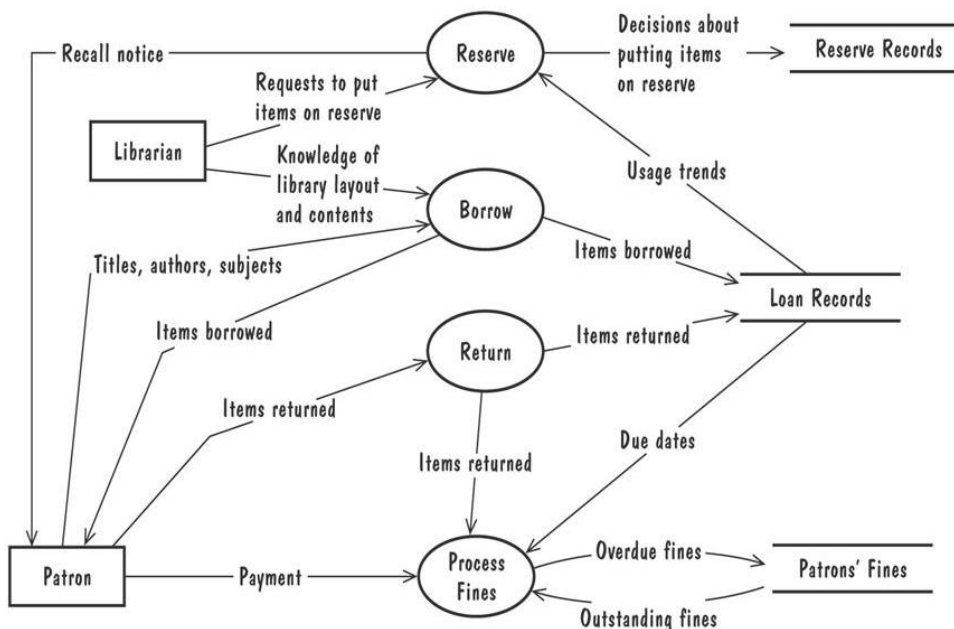 Recall notice
Reserve
Decisions about
putting items
on reserve
Reserve Records
Requests to put
items on reserve
Librarian
Knowledge of
library layout
and contents
Usage trends
Borrow
Titles, authors, subjects
Items borrowed
Loan Records
Items borrowed
Return
Items returned
Items returned
Due dates
Items returned
Patron
Payment
Process
Fines
Overdue fines
Patrons' Fines
Outstanding fines